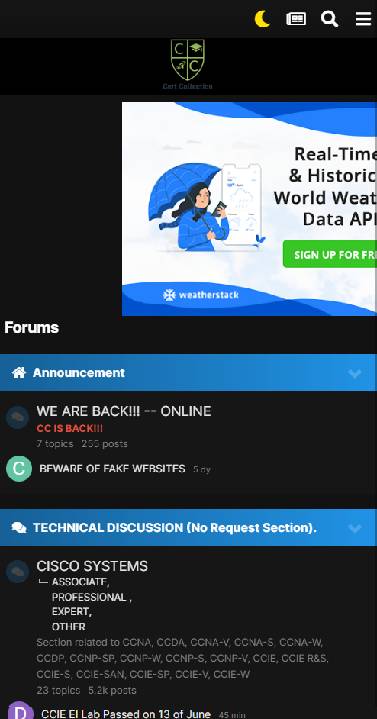 C
C
Cert Collection
Real-Time
& Historic
World Weat
Data API
SIGN UP FOR FRE
weatherstack
Forums
Announcement
WE ARE BACK!!! -- ONLINE
CC IS BACK!!!
7 topics 255 posts
C BEWARE OF FAKE WEBSITES 5 dy
TECHNICAL DISCUSSION (No Request Section).
CISCO SYSTEMS
ASSOCIATE,
PROFESSIONAL ,
EXPERT,
OTHER
Section related to CCNA, CCDA, CCNA-V, CCNA-S, CCNA-W,
CCDP, CCNP-SP, CCNP-W, CCNP-S, CCNP-V, CCIE, CCIE R&S,
CCIE-S, CCIE-SAN, CCIE-SP, CCIE-V, CCIE-W
23 topics 5.2k posts
D CCIE EI Lab Passed on 13 of June 45 min